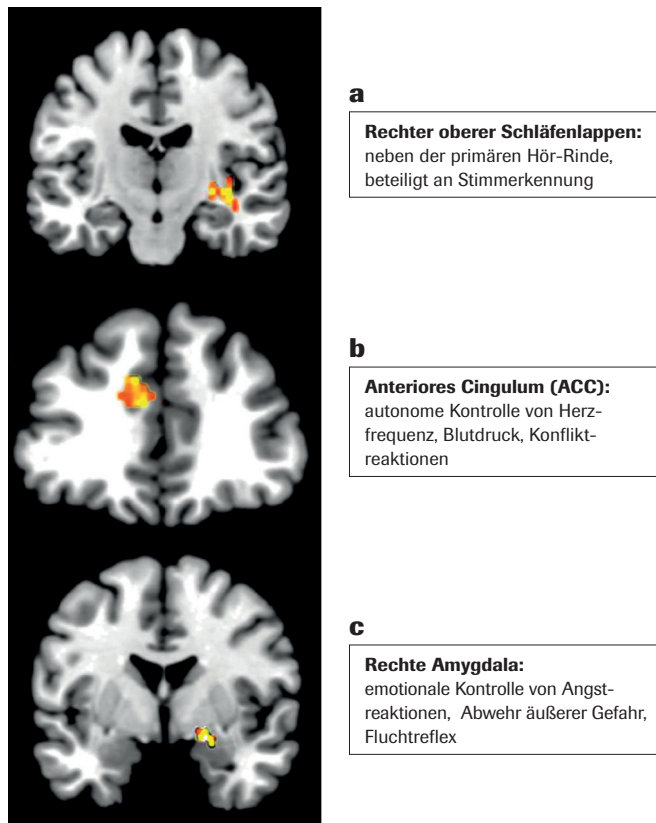 a
Rechter oberer Schläfenlappen:
neben der primären Hör-Rinde,
beteiligt an Stimmerkennung
b
Anteriores Cingulum (ACC):
autonome Kontrolle von Herz-
frequenz, Blutdruck, Konflikt-
reaktionen
c
Rechte Amygdala:
emotionale Kontrolle von Angst-
reaktionen, Abwehr äußerer Gefahr,
Fluchtreflex